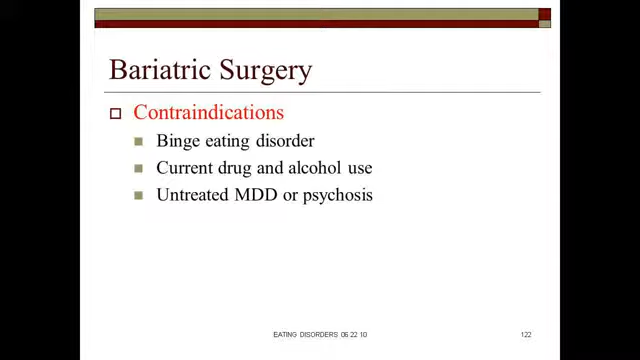 Bariatric Surgery
Contraindications
Binge eating disorder
Current drug and alcohol use
Untreated MDD or psychosis
EATING DISORDERS 06 22 10
122